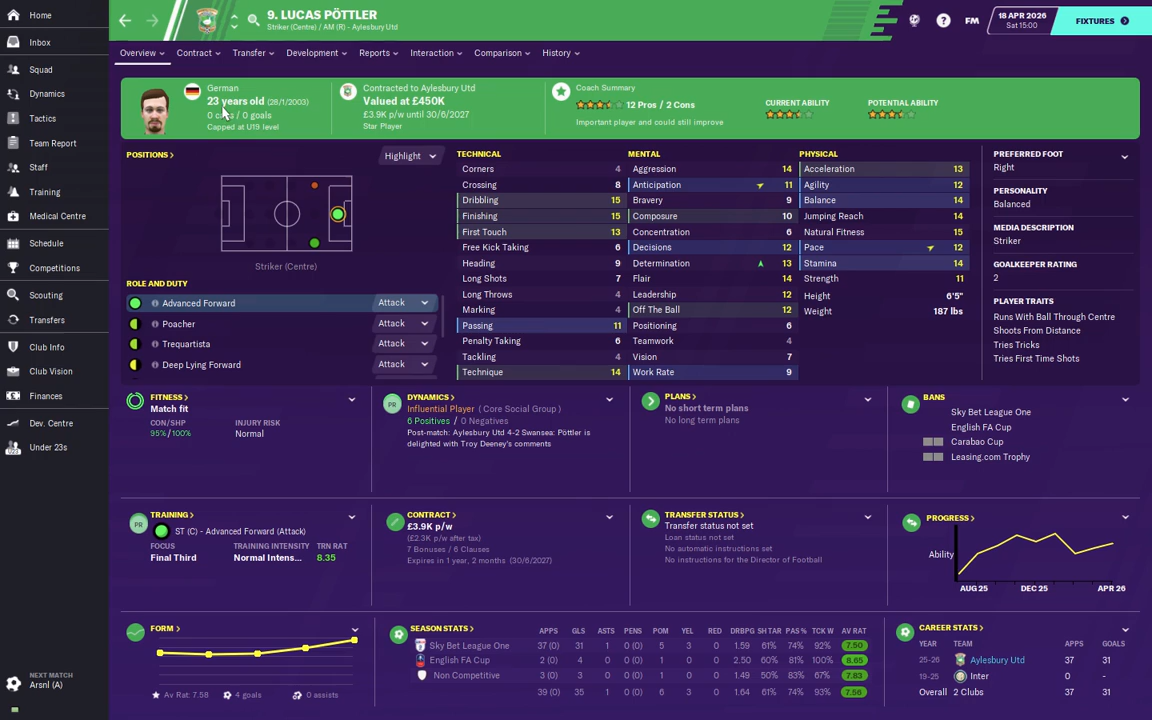 Home
Inbox
Squad
Dynamics
Tactics
Team Report
Staff
Training
Medical Centre
Schedule
Competitions
Scouting
Transfers
Club Info
Club Vision
Finances
Dev. Centre
Under 23s
NEXT MATCH
Arsnl (A)
9. LUCAS PÖTTLER
Striker (Centre) / AM (R) - Aylesbury Utd
FM
18 APR 2026
Sat 15:00
FIXTURES
Overview
Contract
Transfer
Development
Reports
Interaction
Comparison
History
German
23 years old (28/1/2003)
0 caps / 0 goals
Capped at U19 level
Contracted to Aylesbury Utd
Valued at £450K
£3.9K p/w until 30/6/2027
Star Player
Coach Summary
12 Pros / 2 Cons
Important player and could still improve
CURRENT ABILITY
POTENTIAL ABILITY
POSITIONS
Highlight
Striker (Centre)
ROLE AND DUTY
Advanced Forward Attack
Poacher Attack
Trequartista Attack
Deep Lying Forward Attack
TECHNICAL
Corners 4
Crossing 8
Dribbling 15
Finishing 15
First Touch 13
Free Kick Taking 6
Heading 9
Long Shots 7
Long Throws 4
Marking 4
Passing 11
Penalty Taking 6
Tackling 4
Technique 14
MENTAL
Aggression 14
Anticipation 11
Bravery 9
Composure 10
Concentration 6
Decisions 12
Determination 13
Flair 14
Leadership 12
Off The Ball 12
Positioning 6
Teamwork 4
Vision 7
Work Rate 9
PHYSICAL
Acceleration 13
Agility 12
Balance 14
Jumping Reach 14
Natural Fitness 15
Pace 12
Stamina 14
Strength 11
Height 6'5"
Weight 187 lbs
PREFERRED FOOT
Right
PERSONALITY
Balanced
MEDIA DESCRIPTION
Striker
GOALKEEPER RATING
2
PLAYER TRAITS
Runs With Ball Through Centre
Shoots From Distance
Tries Tricks
Tries First Time Shots
FITNESS
Match fit
CON/SHP
95% / 100%
INJURY RISK
Normal
PR
DYNAMICS
Influential Player ( Core Social Group )
6 Positives / 0 Negatives
Post-match: Aylesbury Utd 4-2 Swansea: Pöttler is
delighted with Troy Deeney's comments
PLANS
No short term plans
No long term plans
BANS
Sky Bet League One
English FA Cup
Carabao Cup
Leasing.com Trophy
PR
TRAINING
ST (C) - Advanced Forward (Attack)
FOCUS TRAINING INTENSITY TRN RAT
Final Third Normal Intens... 8.35
CONTRACT
£3.9K p/w
(£2.3K p/w after tax)
7 Bonuses / 6 Clauses
Expires in 1 year, 2 months (30/6/2027)
TRANSFER STATUS
Transfer status not set
Loan status not set
No automatic instructions set
No instructions for the Director of Football
PROGRESS
Ability
AUG 25 DEC 25 APR 26
FORM
Av Rat: 7.58 4 goals 0 assists
SEASON STATS APPS GLS ASTS PENS POM YEL RED DRBPG SH TAR PAS % TCK W AV RAT
Sky Bet League One 37 (0) 31 1 0 (0) 5 3 0 1.59 61% 74% 92% 7.50
English FA Cup 2 (0) 4 0 0 (0) 1 0 0 2.50 60% 81% 100% 8.65
Non Competitive 3 (0) 3 0 0 (0) 0 0 0 1.49 50% 83% 67% 7.83
39 (0) 35 1 0 (0) 6 3 0 1.64 61% 74% 93% 7.56
CAREER STATS
YEAR TEAM APPS GOALS
25-26 Aylesbury Utd 37 31
19-25 Inter 0 -
Overall 2 Clubs 37 31